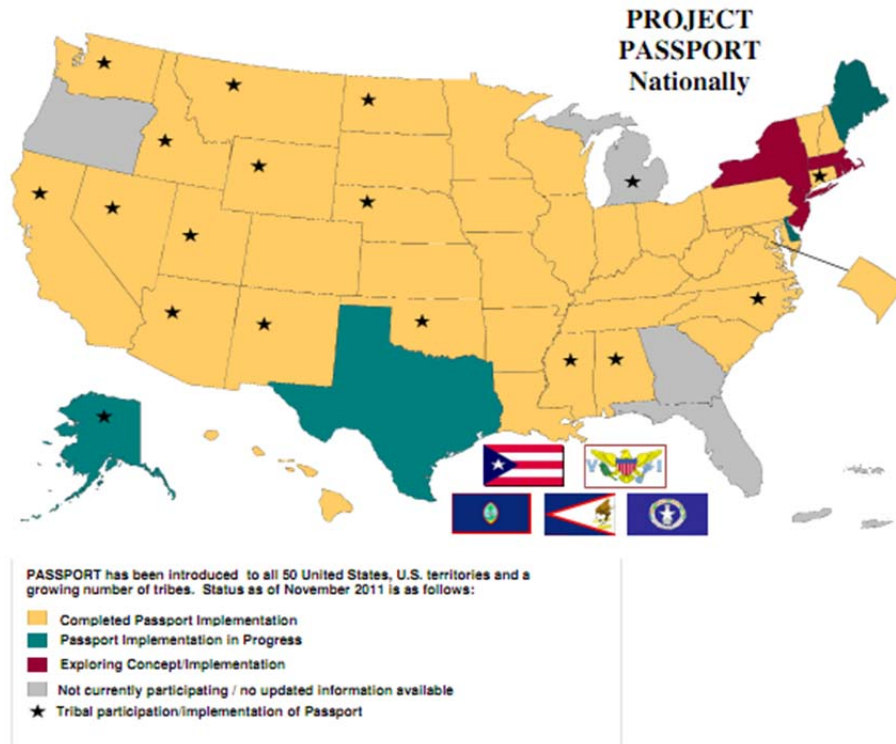 PROJECT
PASSPORT
Nationally
V I
PASSPORT has been introduced to all 50 United States, U.S. territories and a
growing number of tribes. Status as of November 2011 is as follows:
Completed Passport Implementation
Passport Implementation in Progress
Exploring Concept/Implementation
Not currently participating / no updated information available
Tribal participation/implementation of Passport